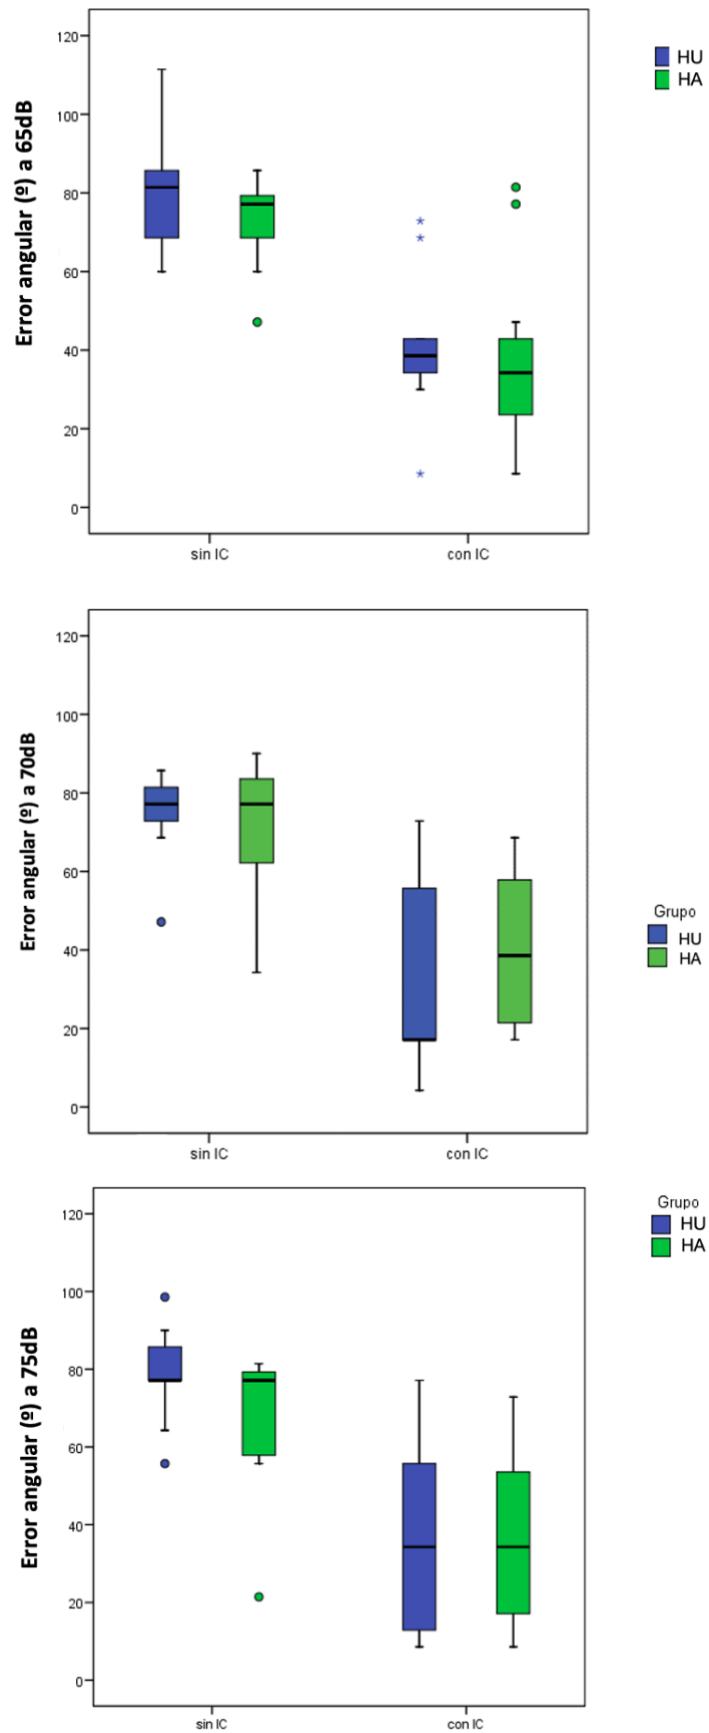 Error angular (º) a 65dB
120
100
80
60
40
20
0
sin IC
con IC
HU
HA
Error angular (º) a 70dB
120
100
80
60
40
20
0
sin IC
con IC
Grupo
HU
HA
Error angular (º) a 75dB
120
100
80
60
40
20
0
sin IC
con IC
Grupo
HU
HA